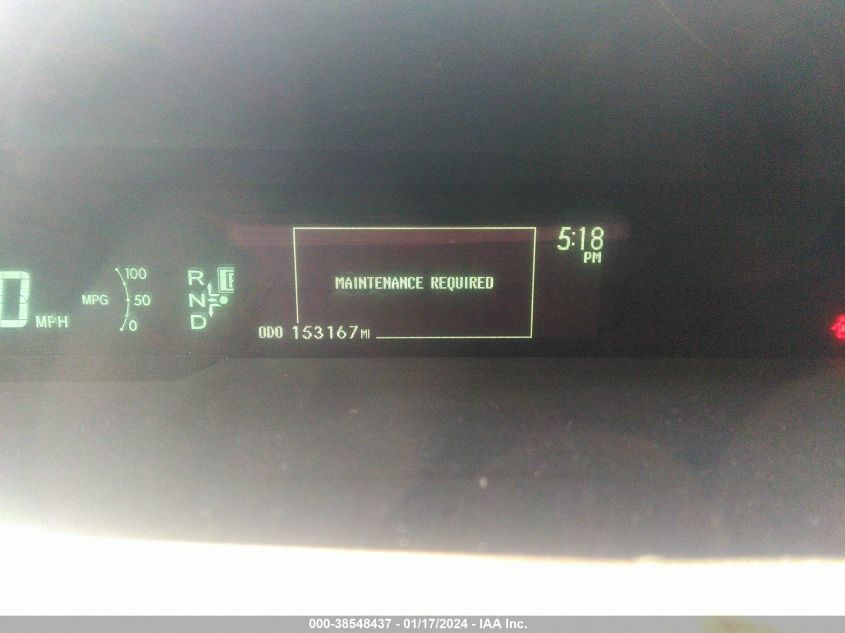 5:18
PM
MAINTENANCE REQUIRED
ODO 153167 MI
0 MPH
MPG 100
50
0
R
N
D
P
000-38548437 - 01/17/2024 - IAA Inc.